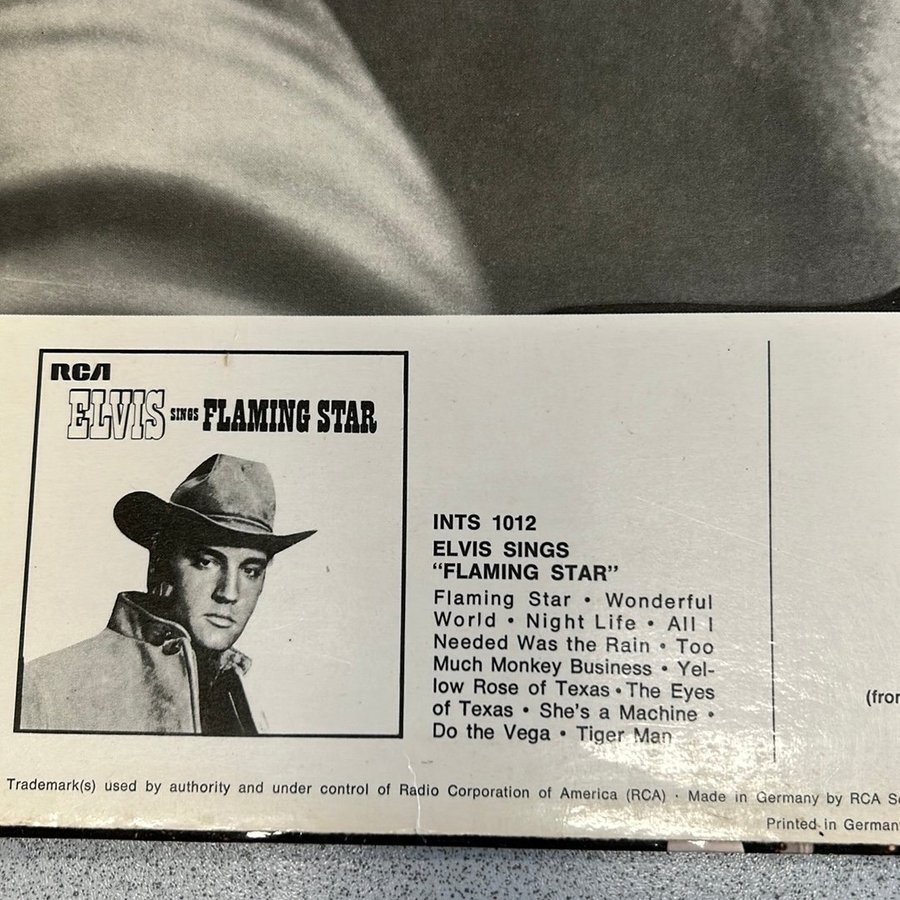 RCA
ELVIS SINGS FLAMING STAR
INTS 1012
ELVIS SINGS
“FLAMING STAR”
Flaming Star • Wonderful
World • Night Life • All I
Needed Was the Rain • Too
Much Monkey Business • Yel-
low Rose of Texas • The Eyes
of Texas • She's a Machine •
Do the Vega • Tiger Man
(fror
Trademark(s) used by authority and under control of Radio Corporation of America (RCA) · Made in Germany by RCA
Printed in German